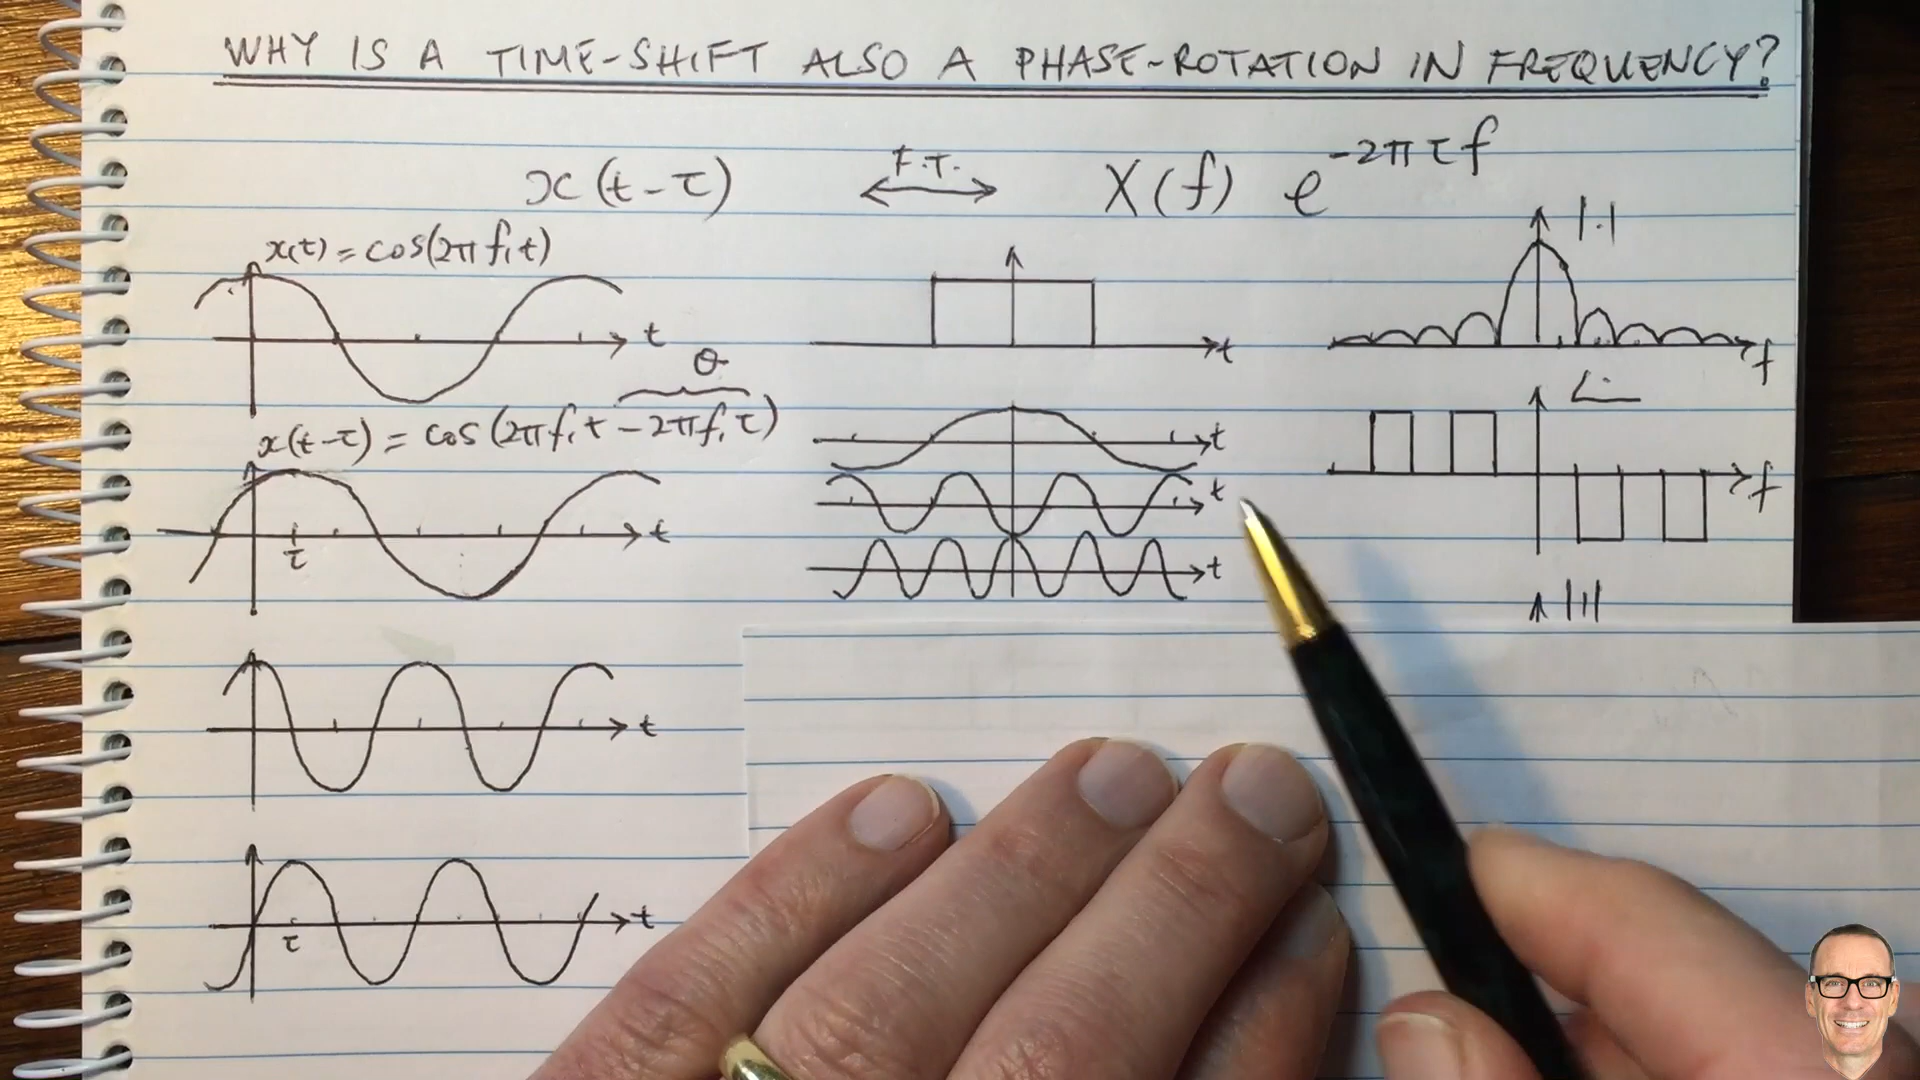 WHY IS A TIME-SHIFT ALSO A PHASE-ROTATION IN FREQUENCY?
x(t-τ) F.T. X(f) e^-2πτf
x(t) = cos(2πf₁t)
t
θ
x(t-τ) = cos(2πf₁t - 2πf₁τ)
τ t
t
τ t
t
t
t
t
|.|
f
∠.
f
|.|